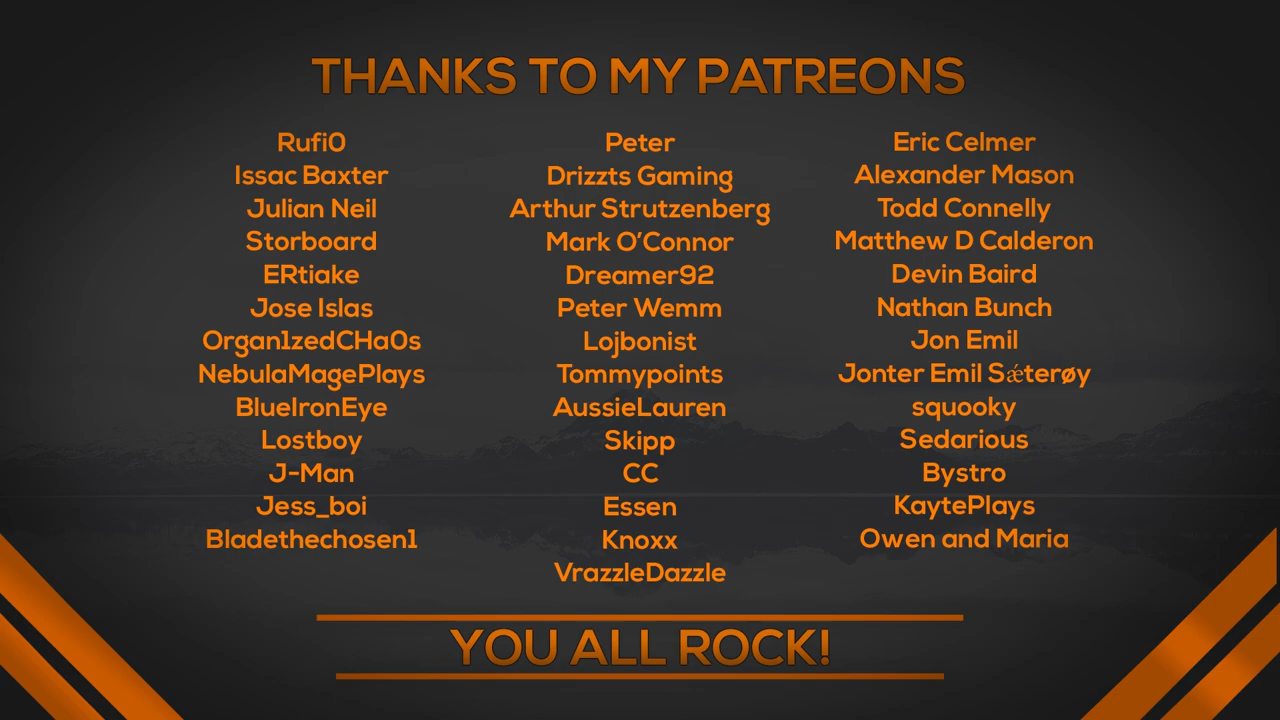 THANKS TO MY PATREONS
Rufi0
Issac Baxter
Julian Neil
Storboard
ERtiake
Jose Islas
Organ1zedCHa0s
NebulaMagePlays
BlueIronEye
Lostboy
J-Man
Jess_boi
Bladethechosen1
Peter
Drizzts Gaming
Arthur Strutzenberg
Mark O’Connor
Dreamer92
Peter Wemm
Lojbonist
Tommypoints
AussieLauren
Skipp
CC
Essen
Knoxx
VrazzleDazzle
Eric Celmer
Alexander Mason
Todd Connelly
Matthew D Calderon
Devin Baird
Nathan Bunch
Jon Emil
Jonter Emil Sǽterøy
squooky
Sedarious
Bystro
KaytePlays
Owen and Maria
YOU ALL ROCK!